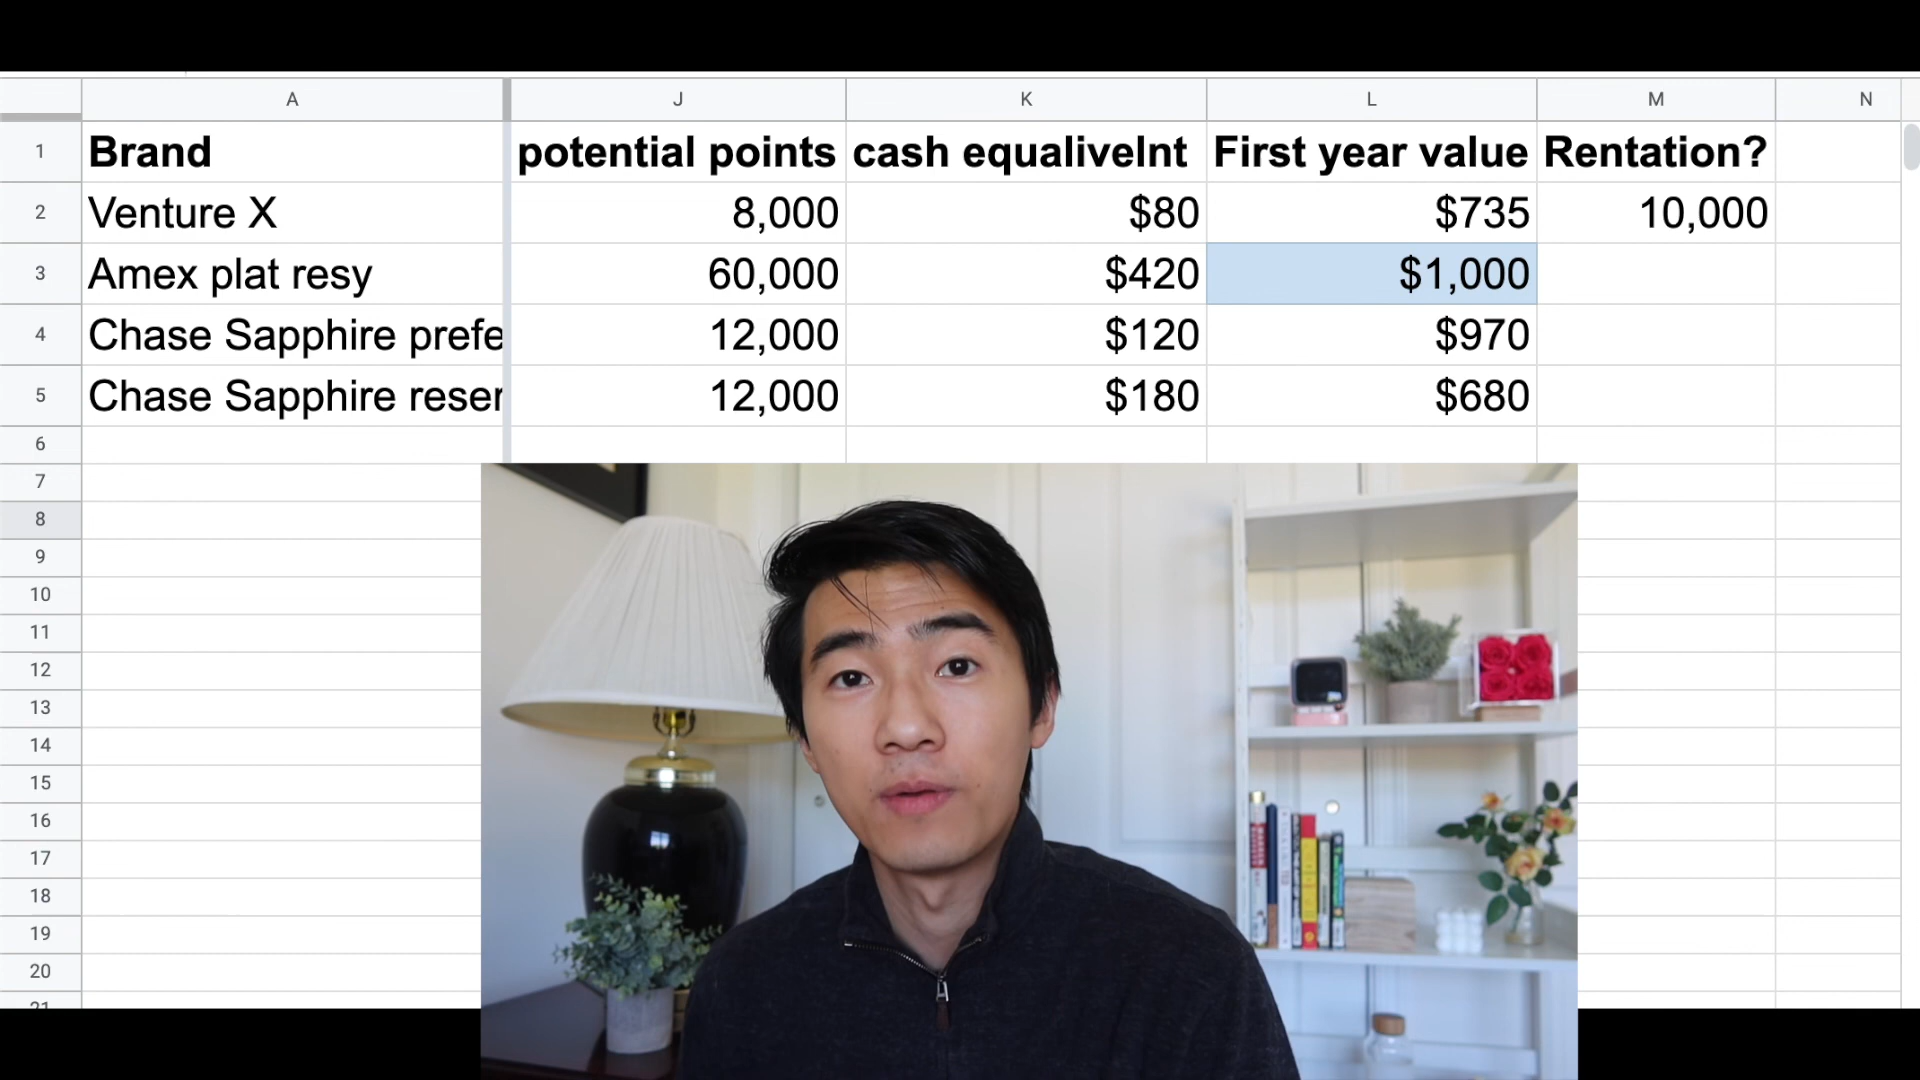 A J K L M N
1 Brand potential points cash equaliveInt First year value Rentation?
2 Venture X 8,000 $80 $735 10,000
3 Amex plat resy 60,000 $420 $1,000
4 Chase Sapphire prefe 12,000 $120 $970
5 Chase Sapphire reser 12,000 $180 $680
6
7
8
9
10
11
12
13
14
15
16
17
18
19
20
21